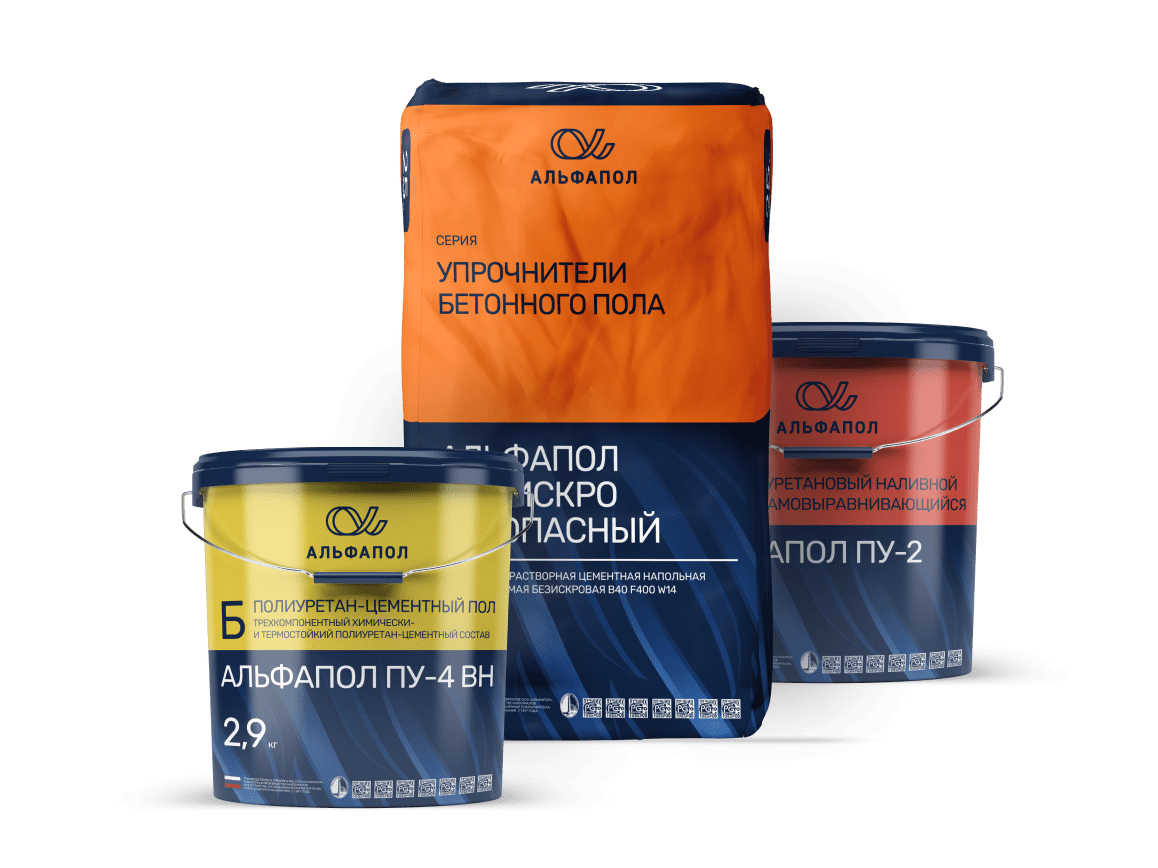 АЛЬФАПОЛ
СЕРИЯ
УПРОЧНИТЕЛИ
БЕТОННОГО ПОЛА
АЛЬФАПОЛ
ИСКРО
ОПАСНЫЙ
РАСТВОРНАЯ ЦЕМЕНТНАЯ НАПОЛЬНАЯ
МАЯ БЕЗИСКРОВАЯ B40 F400 W14
АЛЬФАПОЛ
Б
ПОЛИУРЕТАН-ЦЕМЕНТНЫЙ ПОЛ
ТРЕХКОМПОНЕНТНЫЙ ХИМИЧЕСКИ-
И ТЕРМОСТОЙКИЙ ПОЛИУРЕТАН-ЦЕМЕНТНЫЙ СОСТАВ
АЛЬФАПОЛ ПУ-4 ВН
2,9 кг
АЛЬФАПОЛ
УРЕТАНОВЫЙ НАЛИВНОЙ
АМОВЫРАВНИВАЮЩИЙСЯ
АПОЛ ПУ-2